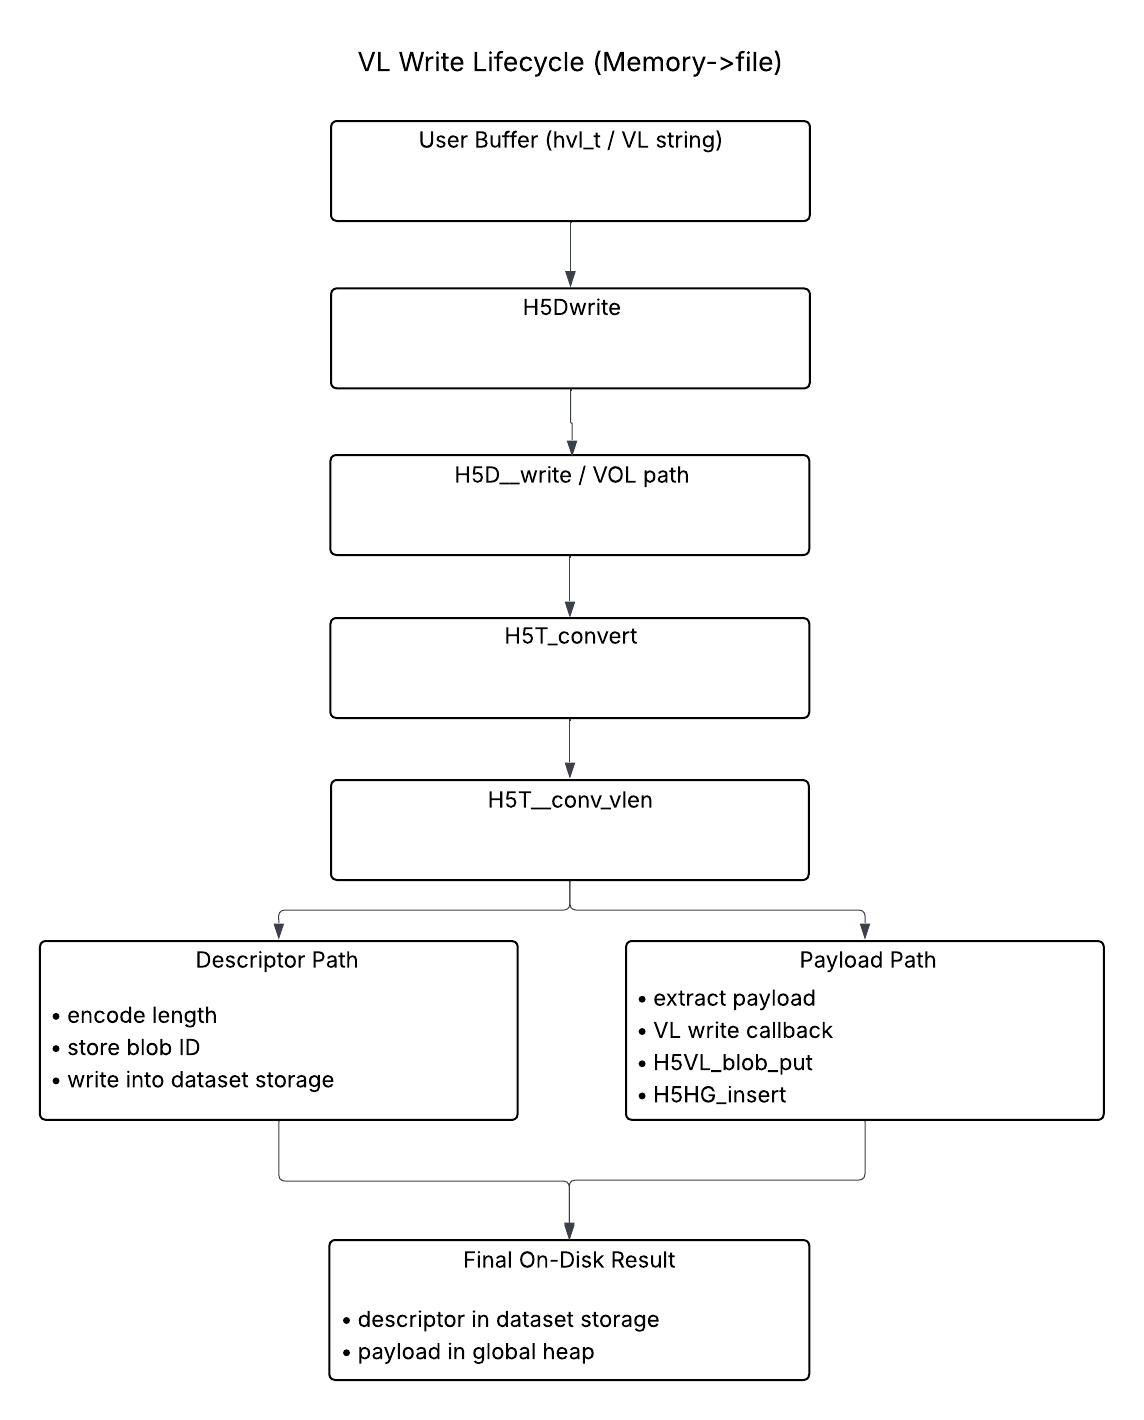 VL Write Lifecycle (Memory->file)
User Buffer (hvl_t / VL string)
H5Dwrite
H5D__write / VOL path
H5T_convert
H5T__conv_vlen
Descriptor Path
• encode length
• store blob ID
• write into dataset storage
Payload Path
• extract payload
• VL write callback
• H5VL_blob_put
• H5HG_insert
Final On-Disk Result
• descriptor in dataset storage
• payload in global heap